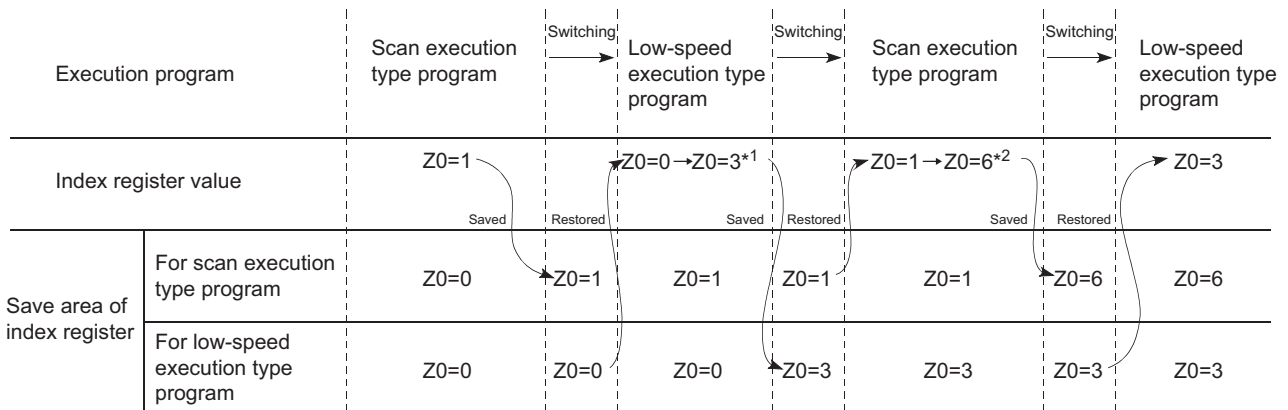 Execution program
Scan execution
type program
Switching
Low-speed
execution type
program
Switching
Scan execution
type program
Switching
Low-speed
execution type
program
Index register value
Z0=1
Z0=0→Z0=3*1
Z0=1→Z0=6*2
Z0=3
Saved
Restored
Saved
Restored
Saved
Restored
Save area of
index register
For scan execution
type program
Z0=0
Z0=1
Z0=1
Z0=1
Z0=1
Z0=6
Z0=6
For low-speed
execution type
program
Z0=0
Z0=0
Z0=0
Z0=3
Z0=3
Z0=3
Z0=3